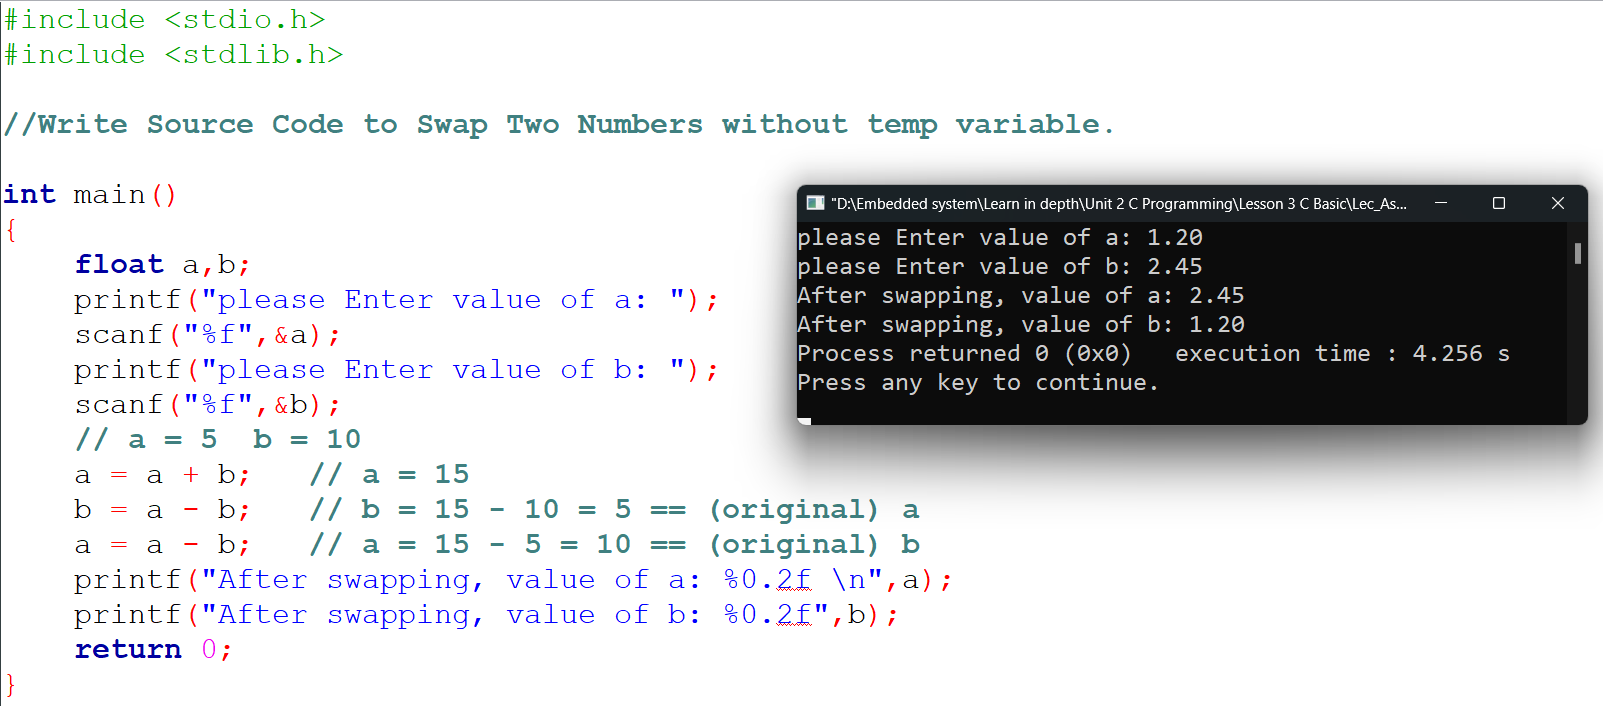 #include <stdio.h>
#include <stdlib.h>
//Write Source Code to Swap Two Numbers without temp variable.
int main()
{
float a,b;
printf("please Enter value of a: ");
scanf("%f",&a);
printf("please Enter value of b: ");
scanf("%f",&b);
// a = 5  b = 10
a = a + b;   // a = 15
b = a - b;   // b = 15 - 10 = 5 == (original) a
a = a - b;   // a = 15 - 5 = 10 == (original) b
printf("After swapping, value of a: %0.2f \n",a);
printf("After swapping, value of b: %0.2f",b);
return 0;
}
"D:\Embedded system\Learn in depth\Unit 2 C Programming\Lesson 3 C Basic\Lec_As...
please Enter value of a: 1.20
please Enter value of b: 2.45
After swapping, value of a: 2.45
After swapping, value of b: 1.20
Process returned 0 (0x0)   execution time : 4.256 s
Press any key to continue.